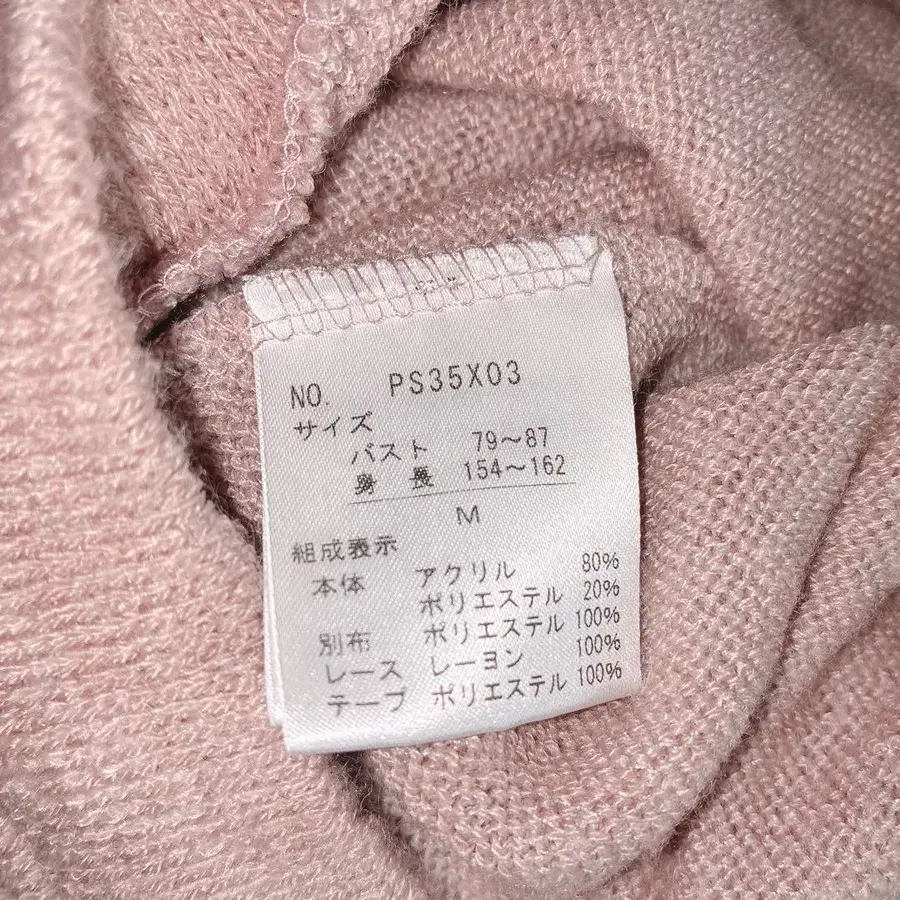 NO. PS35X03
サイズ
バスト 79〜87
身長 154〜162
M
組成表示
本体 アクリル 80%
ポリエステル 20%
別布 ポリエステル 100%
レース レーヨン 100%
テープ ポリエステル 100%